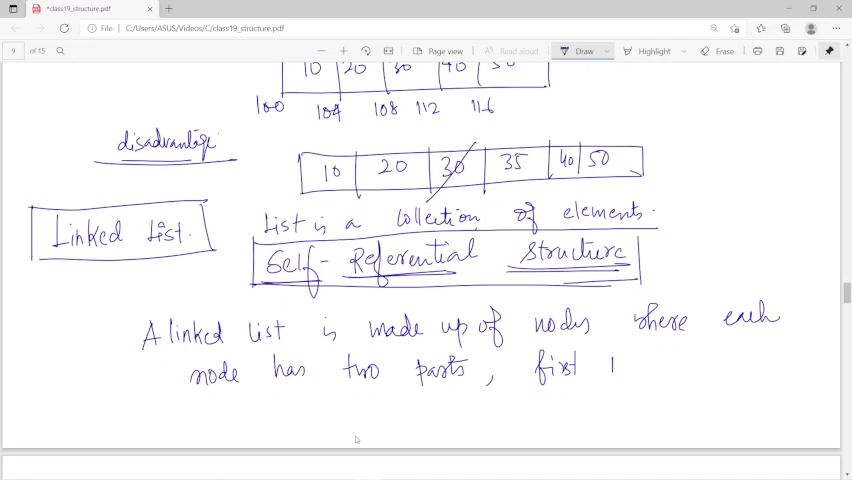 *class19_structure.pdf
File | C:/Users/ASUS/Videos/C/class19_structure.pdf
9 of 15 Page view Read aloud Draw Highlight Erase
10 20 30 40 50
100 104 108 112 116
disadvantage
10 20 30 35 40 50
Linked List. List is a collection of elements.
Self-Referential structure
A linked list is made up of nodes where each
node has two parts, first